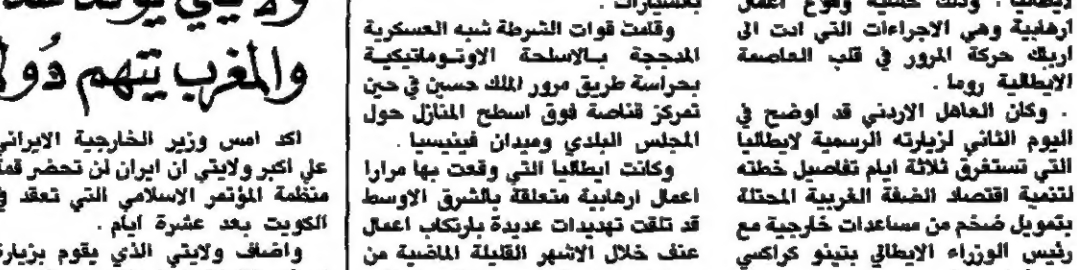 لايطاليا . وذلك خشية وقوع اعمال
ارهابية وهي الاجراءات التي ادت الى
اربك حركة المرور في قلب العاصمة
الايطالية روما .
. وكان العاهل الاردني قد اوضح في
اليوم الثاني لزيارته الرسمية لايطاليا
التي تستغرق ثلاثة ايام تفاصيل خطته
لتنمية اقتصاد الضفة الغربية المحتلة
بتمويل ضخم من مساعدات خارجية مع
رئيس الوزراء الايطالي بتينو كراكسي
بالسيارات .
وقامت قوات الشرطة شبه العسكرية
المدججة بالاسلحة الاوتوماتيكية
بحراسة طريق مرور الملك حسين في حين
تمركز قناصة فوق اسطح المنازل حول
المجلس البلدي وميدان فينيسيا .
وكانت ايطاليا التي وقعت بها مرارا
اعمال ارهابية متعلقة بالشرق الاوسط
قد تلقت تهديدات عديدة بارتكاب اعمال
عنف خلال الاشهر القليلة الماضية من
ولايتي يؤكد
والمغرب يتهم
اكد امس وزير الخارجية الايراني
علي اكبر ولايتي ان ايران لن تحضر قمة
منظمة المؤتمر الاسلامي التي تعقد في
الكويت بعد عشرة ايام .
واضاف ولايتي الذي يقوم بزيارة